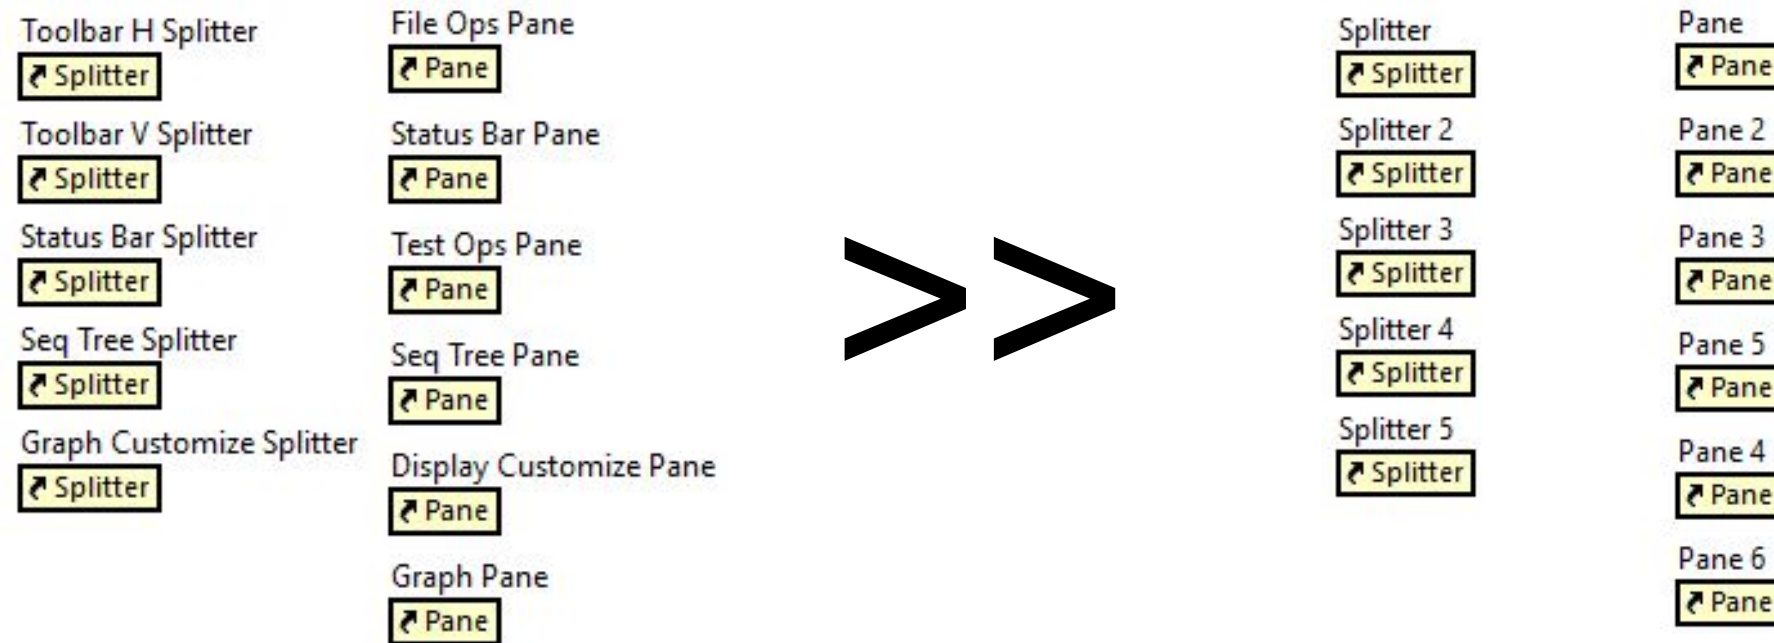 Toolbar H Splitter
Splitter
Toolbar V Splitter
Splitter
Status Bar Splitter
Splitter
Seq Tree Splitter
Splitter
Graph Customize Splitter
Splitter
File Ops Pane
Pane
Status Bar Pane
Pane
Test Ops Pane
Pane
Seq Tree Pane
Pane
Display Customize Pane
Pane
Graph Pane
Pane
>>
Splitter
Splitter
Splitter 2
Splitter
Splitter 3
Splitter
Splitter 4
Splitter
Splitter 5
Splitter
Pane
Pane
Pane 2
Pane
Pane 3
Pane
Pane 5
Pane
Pane 4
Pane
Pane 6
Pane